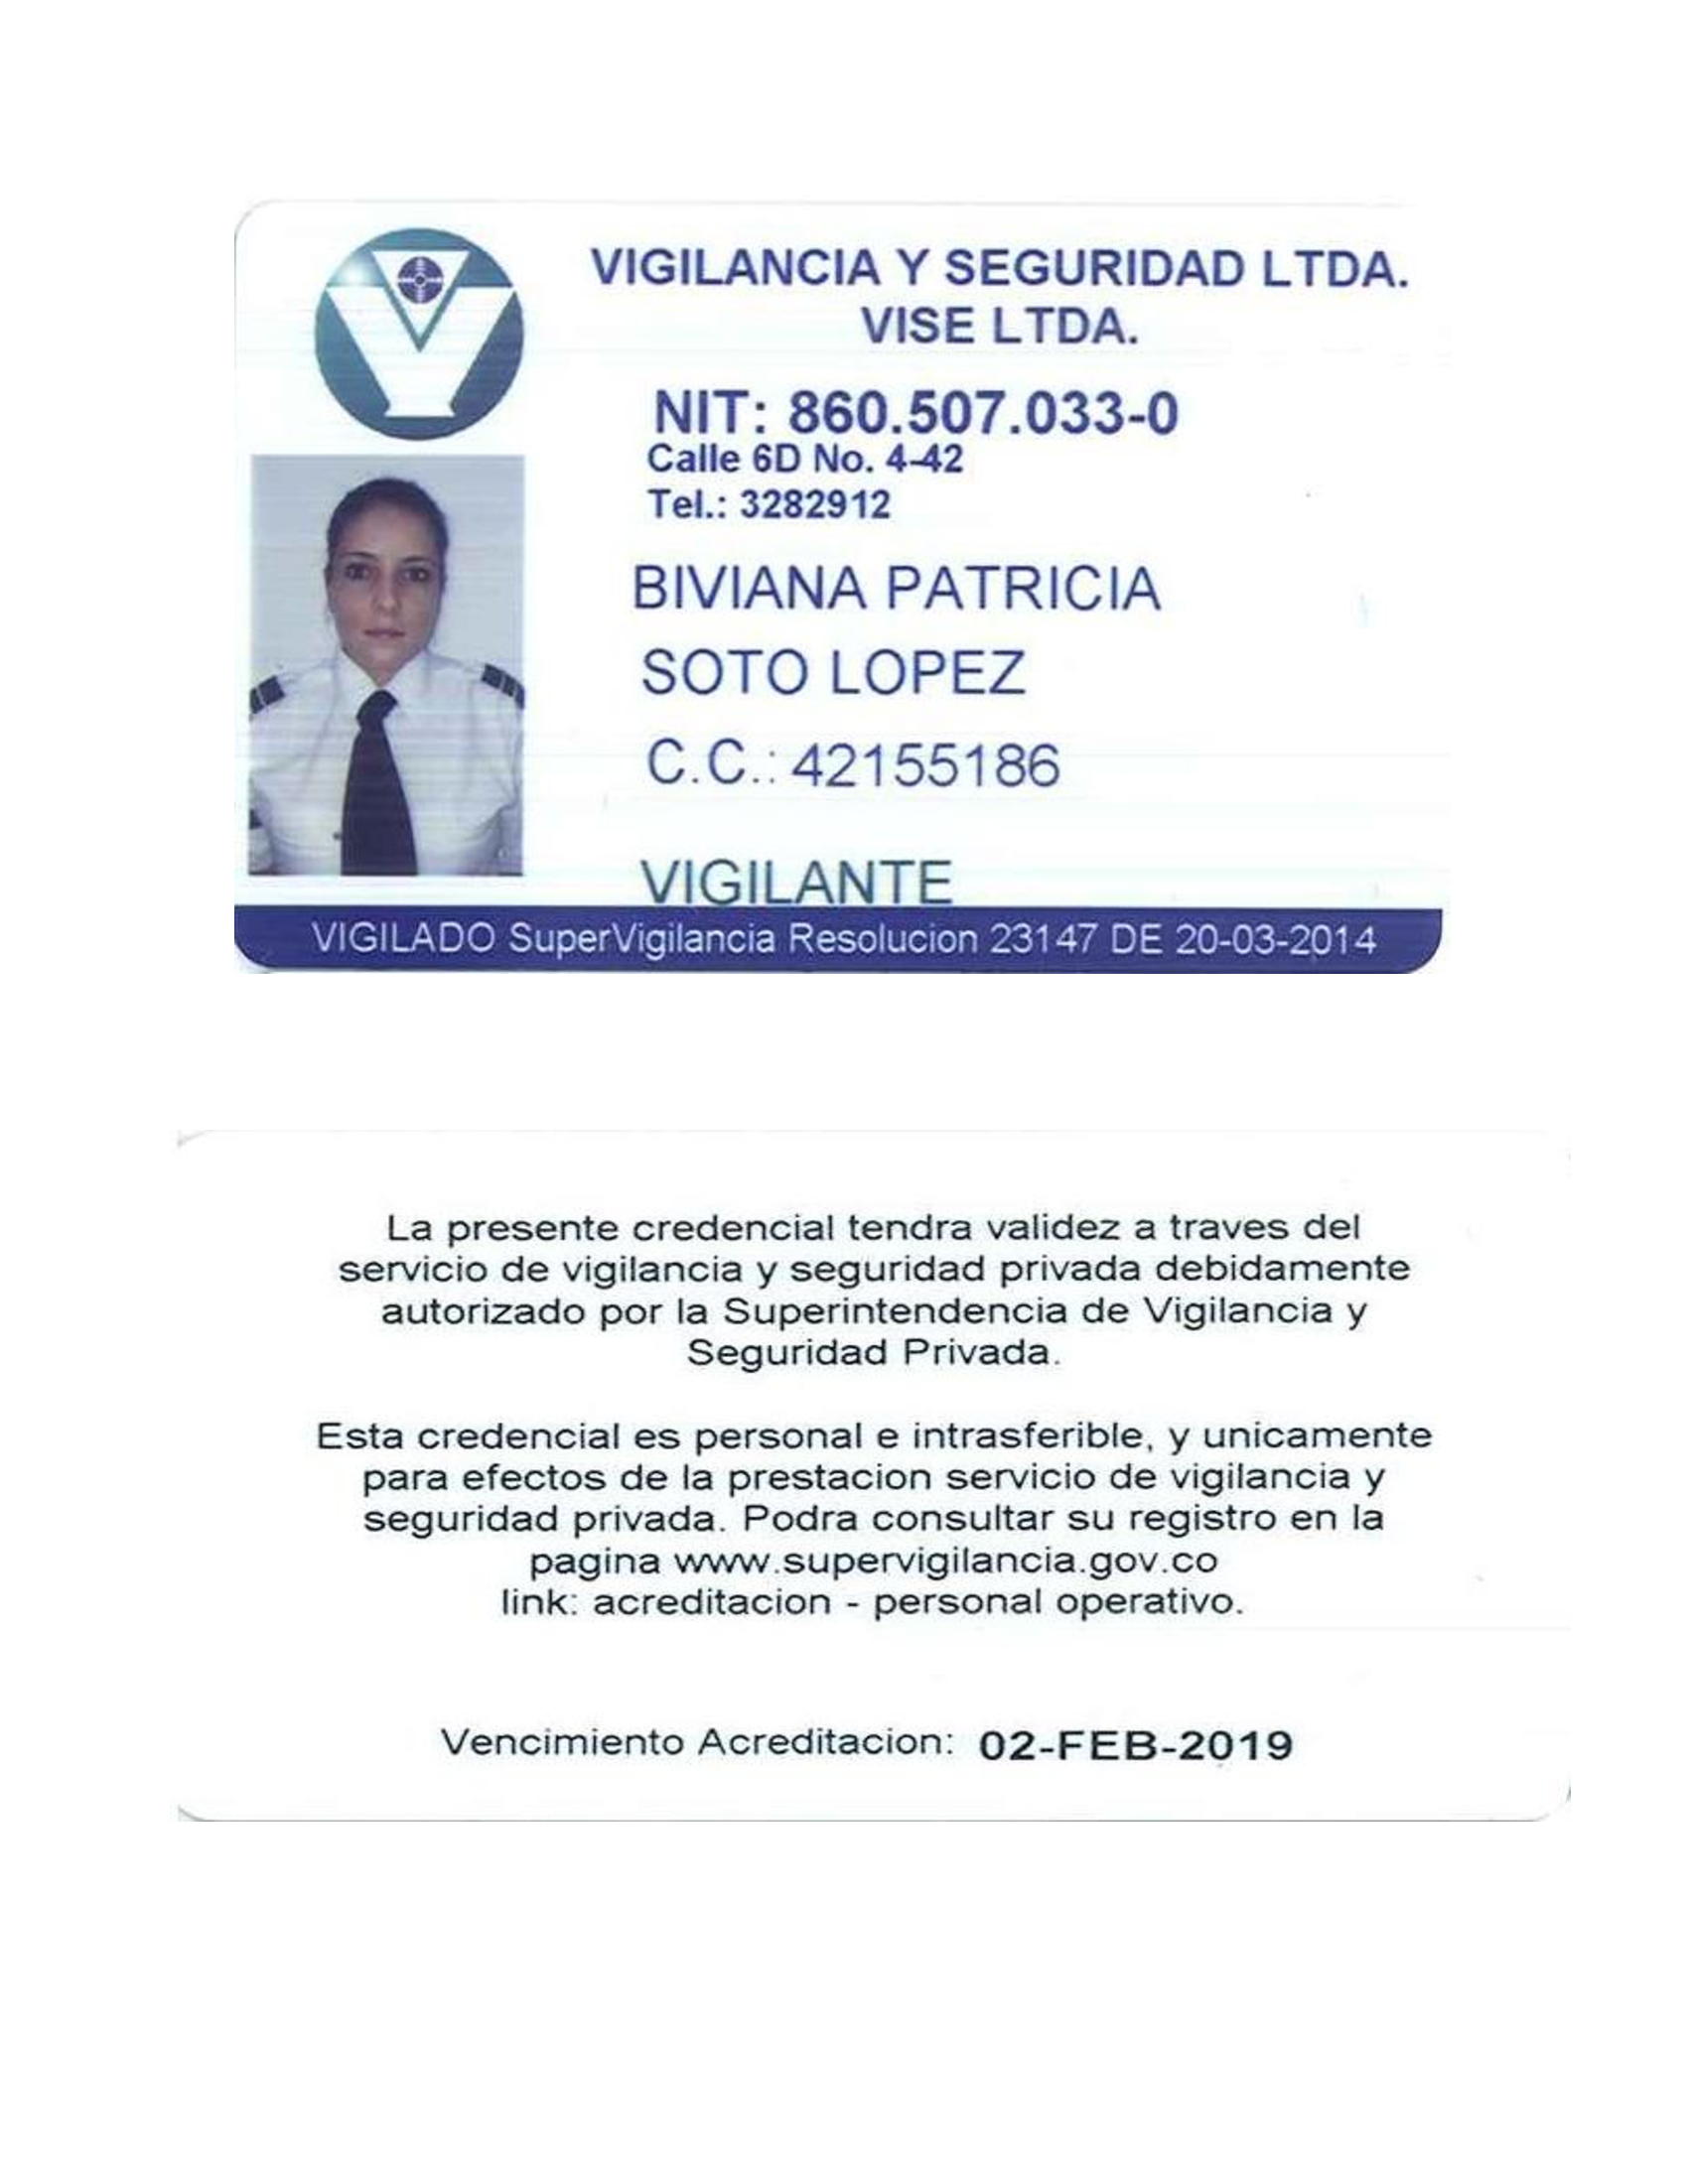 VIGILANCIA Y SEGURIDAD LTDA.
VISE LTDA.
NIT: 860.507.033-0
Calle 6D No. 4-42
Tel.: 3282912
BIVIANA PATRICIA
SOTO LOPEZ
C.C.: 42155186
VIGILANTE
VIGILADO SuperVigilancia Resolucion 23147 DE 20-03-2014
La presente credencial tendra validez a traves del
servicio de vigilancia y seguridad privada debidamente
autorizado por la Superintendencia de Vigilancia y
Seguridad Privada.
Esta credencial es personal e intrasferible, y unicamente
para efectos de la prestacion servicio de vigilancia y
seguridad privada. Podra consultar su registro en la
pagina www.supervigilancia.gov.co
link: acreditacion - personal operativo.
Vencimiento Acreditacion: 02-FEB-2019